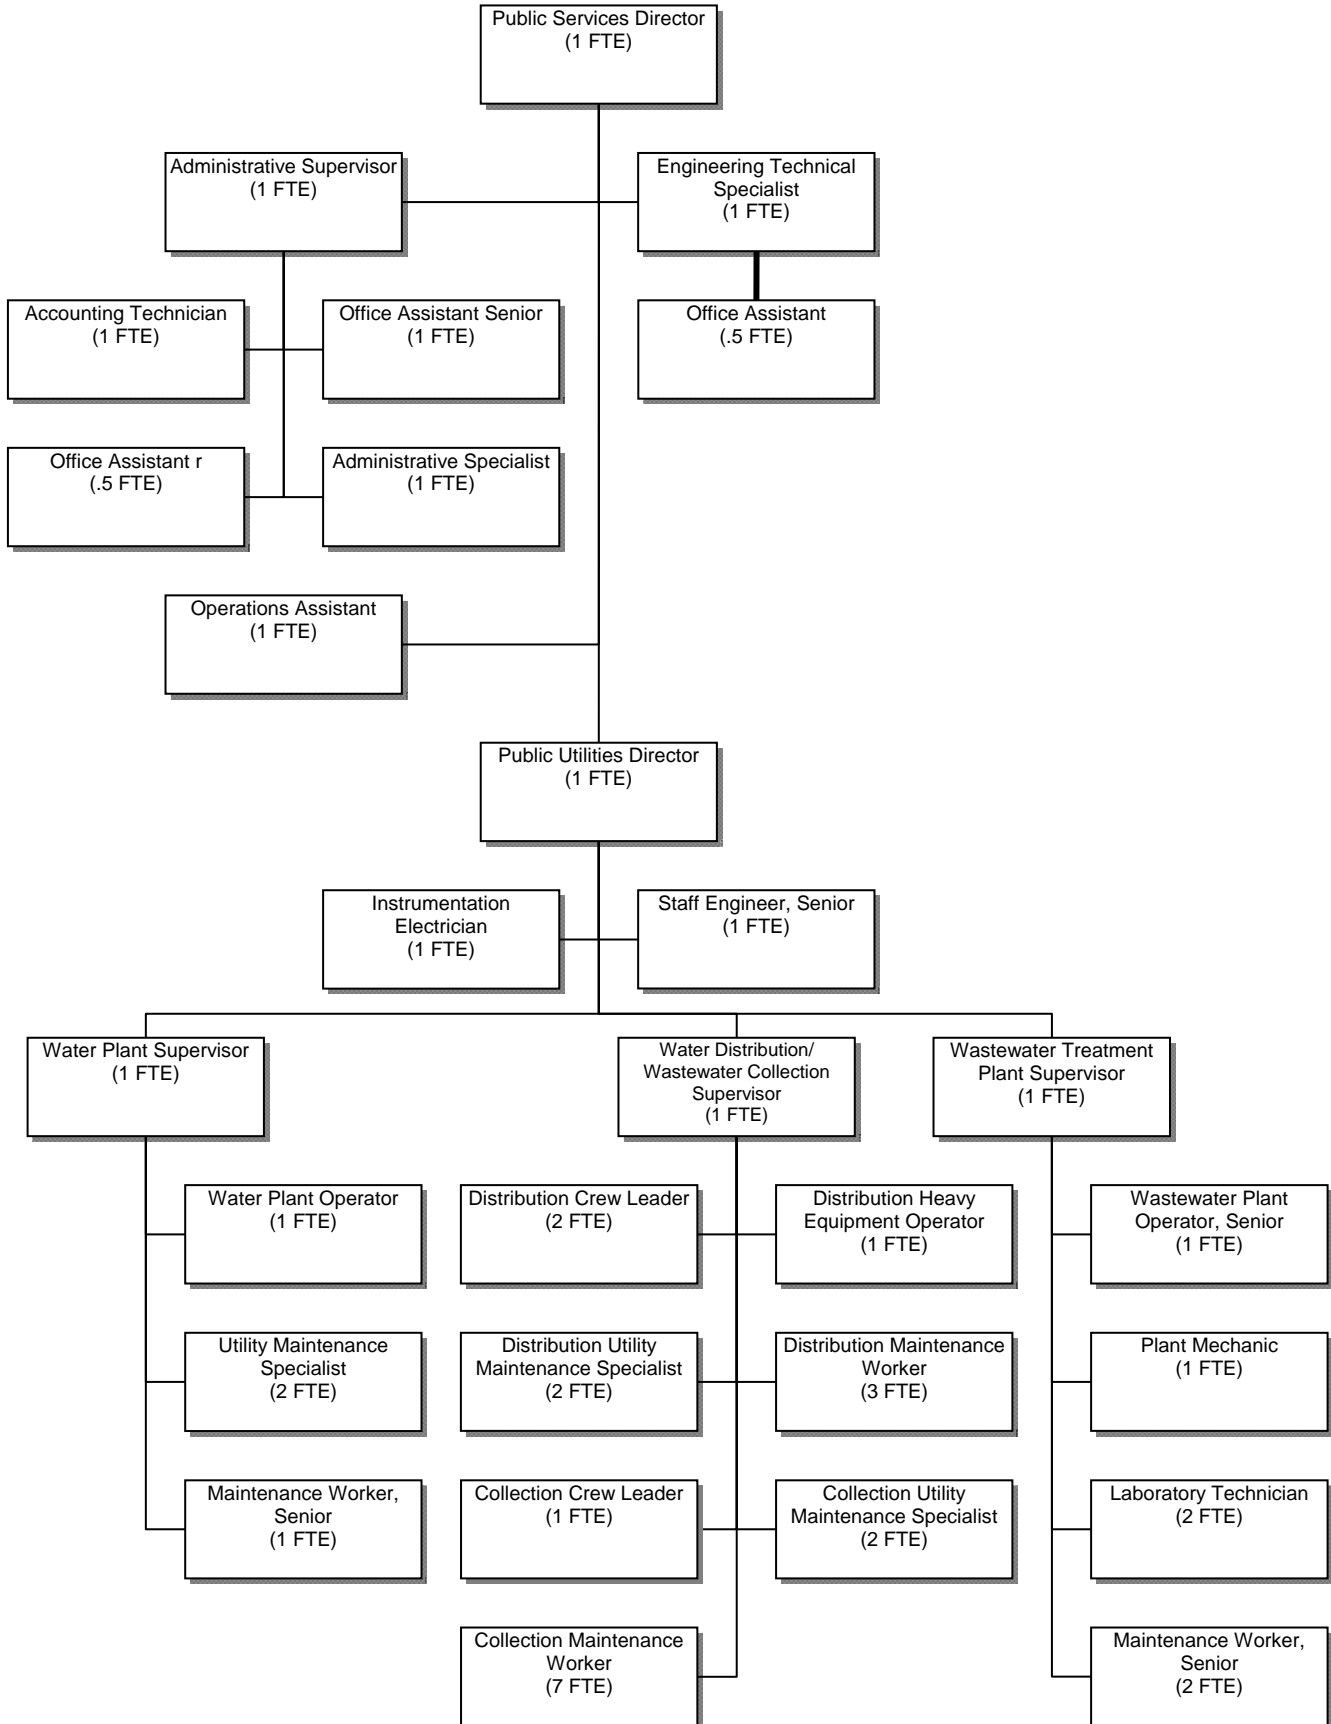 Public Services Director
(1 FTE)
Administrative Supervisor
(1 FTE)
Engineering Technical
Specialist
(1 FTE)
Accounting Technician
(1 FTE)
Office Assistant Senior
(1 FTE)
Office Assistant
(.5 FTE)
Office Assistant r
(.5 FTE)
Administrative Specialist
(1 FTE)
Operations Assistant
(1 FTE)
Public Utilities Director
(1 FTE)
Instrumentation
Electrician
(1 FTE)
Staff Engineer, Senior
(1 FTE)
Water Plant Supervisor
(1 FTE)
Water Distribution/
Wastewater Collection
Supervisor
(1 FTE)
Wastewater Treatment
Plant Supervisor
(1 FTE)
Water Plant Operator
(1 FTE)
Distribution Crew Leader
(2 FTE)
Distribution Heavy
Equipment Operator
(1 FTE)
Wastewater Plant
Operator, Senior
(1 FTE)
Utility Maintenance
Specialist
(2 FTE)
Distribution Utility
Maintenance Specialist
(2 FTE)
Distribution Maintenance
Worker
(3 FTE)
Plant Mechanic
(1 FTE)
Maintenance Worker,
Senior
(1 FTE)
Collection Crew Leader
(1 FTE)
Collection Utility
Maintenance Specialist
(2 FTE)
Laboratory Technician
(2 FTE)
Collection Maintenance
Worker
(7 FTE)
Maintenance Worker,
Senior
(2 FTE)